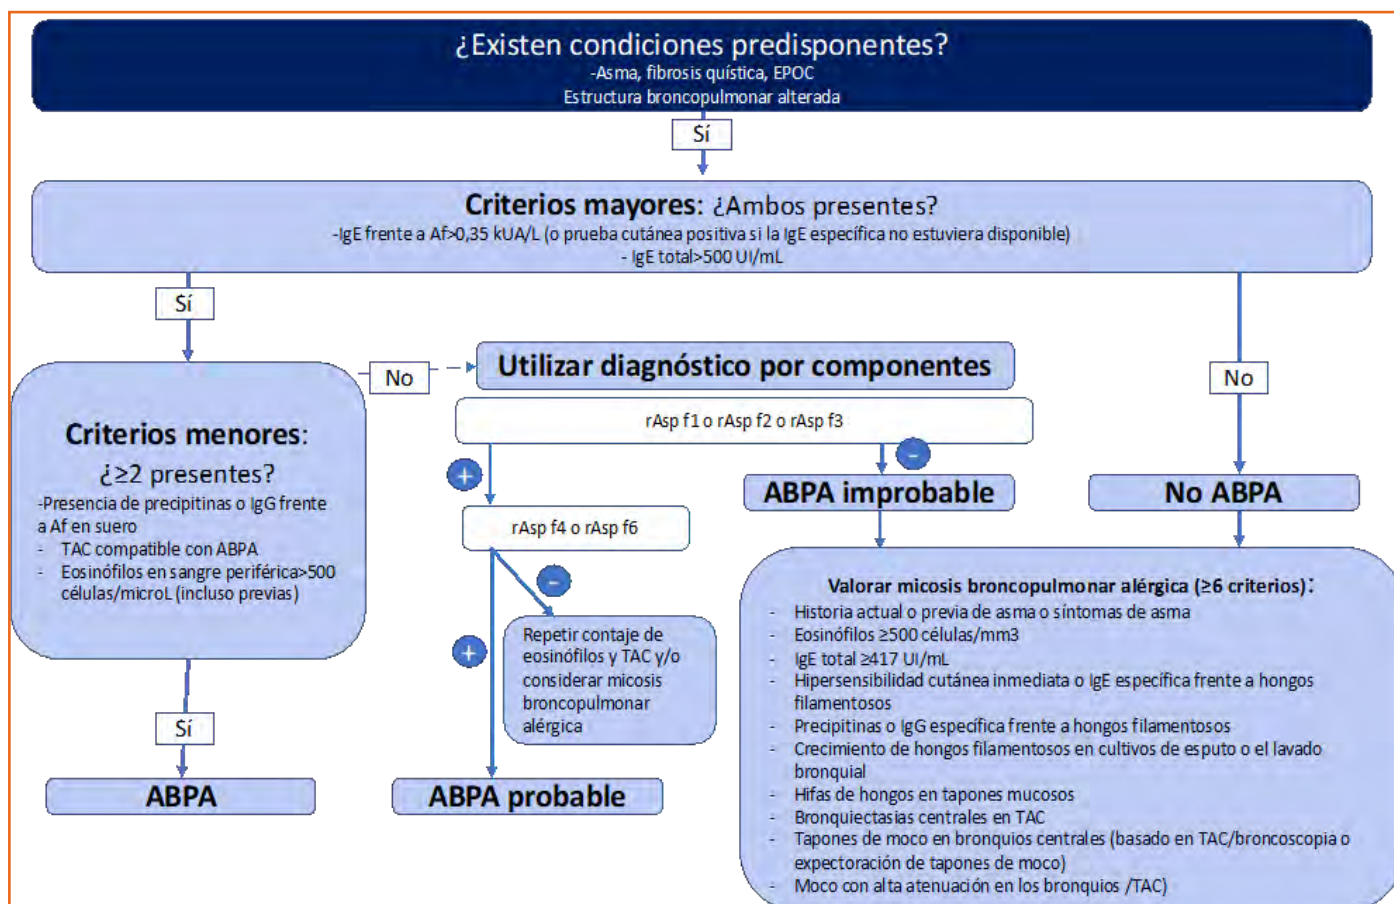 ¿Existen condiciones predisponentes?
-Asma, fibrosis quística, EPOC
Estructura broncopulmonar alterada
Sí
Criterios mayores: ¿Ambos presentes?
-IgE frente a Af>0,35 kUA/L (o prueba cutánea positiva si la IgE específica no estuviera disponible)
- IgE total>500 UI/mL
Sí
No
Criterios menores:
¿≥2 presentes?
-Presencia de precipitinas o IgG frente
a Af en suero
- TAC compatible con ABPA
- Eosinófilos en sangre periférica>500
células/microL (incluso previas)
No
Utilizar diagnóstico por componentes
rAsp f1 o rAsp f2 o rAsp f3
+
-
rAsp f4 o rAsp f6
ABPA improbable
No ABPA
-
+
Repetir contaje de
eosinófilos y TAC y/o
considerar micosis
broncopulmonar
alérgica
Sí
ABPA
ABPA probable
Valorar micosis broncopulmonar alérgica (≥6 criterios):
- Historia actual o previa de asma o síntomas de asma
- Eosinófilos ≥500 células/mm3
- IgE total ≥417 UI/mL
- Hipersensibilidad cutánea inmediata o IgE específica frente a hongos
filamentosos
- Precipitinas o IgG específica frente a hongos filamentosos
- Crecimiento de hongos filamentosos en cultivos de esputo o el lavado
bronquial
- Hifas de hongos en tapones mucosos
- Bronquiectasias centrales en TAC
- Tapones de moco en bronquios centrales (basado en TAC/broncoscopia o
expectoración de tapones de moco)
- Moco con alta atenuación en los bronquios /TAC)